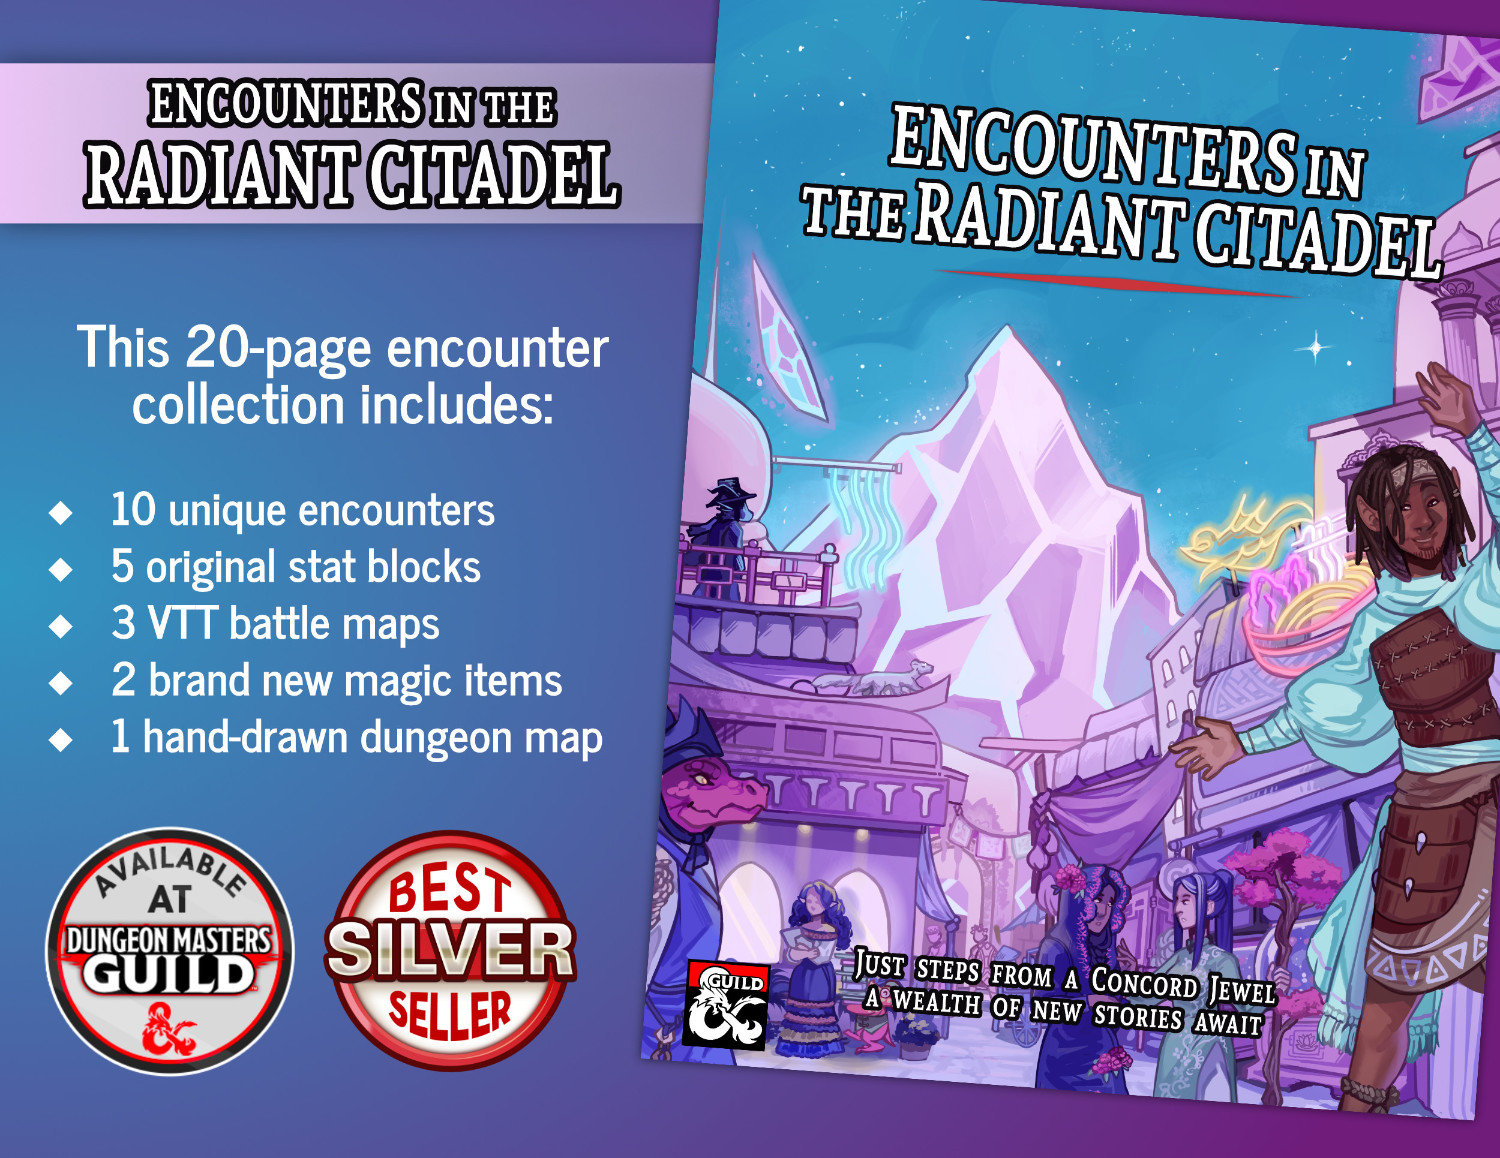 ENCOUNTERS IN THE
RADIANT CITADEL
This 20-page encounter
collection includes:
◆ 10 unique encounters
◆ 5 original stat blocks
◆ 3 VTT battle maps
◆ 2 brand new magic items
◆ 1 hand-drawn dungeon map
AVAILABLE
AT
DUNGEON MASTERS
GUILD
BEST
SILVER
SELLER
ENCOUNTERS IN
THE RADIANT CITADEL
JUST STEPS FROM A CONCORD JEWEL
A WEALTH OF NEW STORIES AWAIT
GUILD